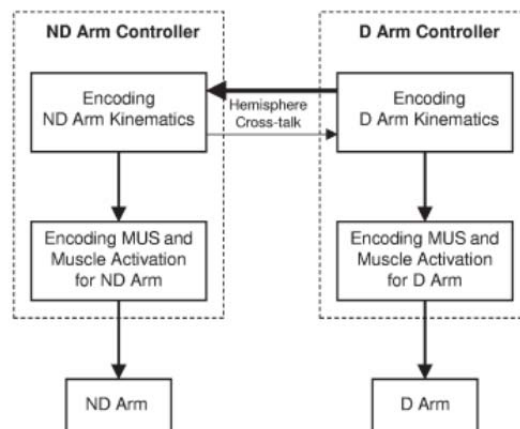 ND Arm Controller
D Arm Controller
Encoding
ND Arm Kinematics
Hemisphere
Cross-talk
Encoding
D Arm Kinematics
Encoding MUS and
Muscle Activation
for ND Arm
Encoding MUS and
Muscle Activation
for D Arm
ND Arm
D Arm